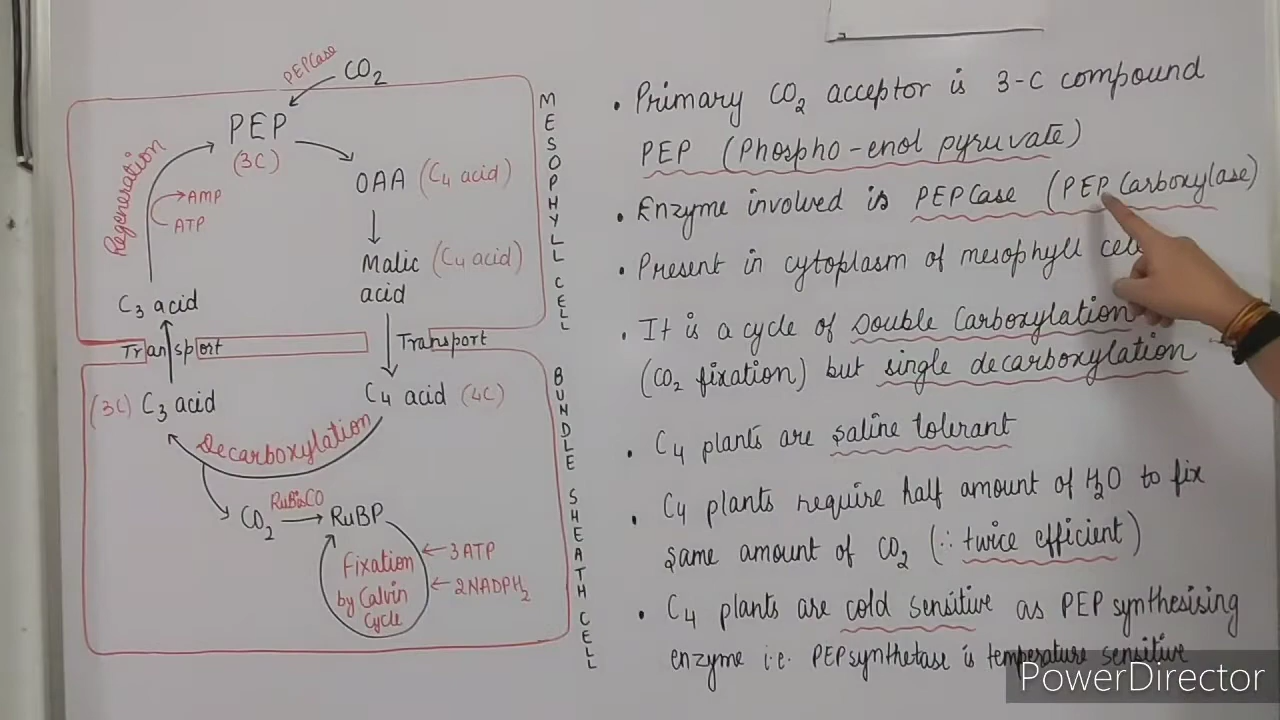 PEPCase
CO2
PEP
(3C)
Regeneration
AMP
ATP
OAA (C4 acid)
Malic (C4 acid)
acid
C3 acid
Transport
Transport
MESOPHYLL CELL
(3C) C3 acid
C4 acid (4C)
Decarboxylation
CO2
RuBisCO
RuBP
Fixation
by Calvin
Cycle
3ATP
2NADPH2
BUNDLE SHEATH CELL
• Primary CO2 acceptor is 3-C compound
PEP (Phospho-enol pyruvate)
• Enzyme involved is PEPCase (PEP Carboxylase)
• Present in cytoplasm of mesophyll
• It is a cycle of Double Carboxylation
(CO2 fixation) but single decarboxylation
• C4 plants are saline tolerant
• C4 plants require half amount of H2O to fix
same amount of CO2 (∴ twice efficient)
• C4 plants are cold sensitive as PEP synthesising
enzyme i.e. PEPsynthetase is temperature sensitive
PowerDirector